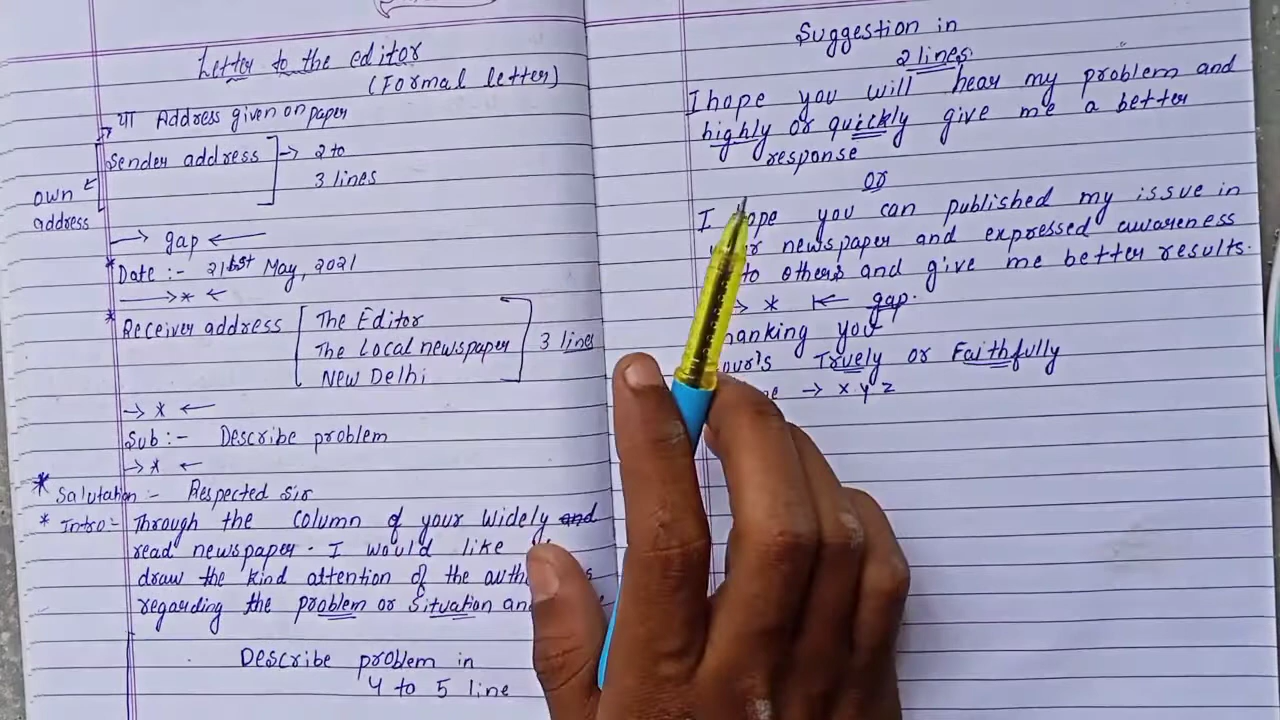 Letter to the editor
(Formal letter)
या Address given on paper
Sender address → 2 to
3 lines
own
address
→ gap ←
* Date :- 21st May, 2021
→ * ←
* Receiver address The Editor
The Local newspaper 3 lines
New Delhi
→ * ←
Sub :- Describe problem
→ * ←
* Salutation :- Respected Sir
* Intro :- Through the column of your widely
read newspaper. I would like
draw the kind attention of the
regarding the problem or situation
Describe problem in
4 to 5 line
Suggestion in
2 lines.
I hope you will hear my problem and
highly or quickly give me a better
response
or
I hope you can published my issue in
newspaper and expressed awareness
to others and give me better results.
→ * ← gap.
you
Truely or Faithfully
→ x y z